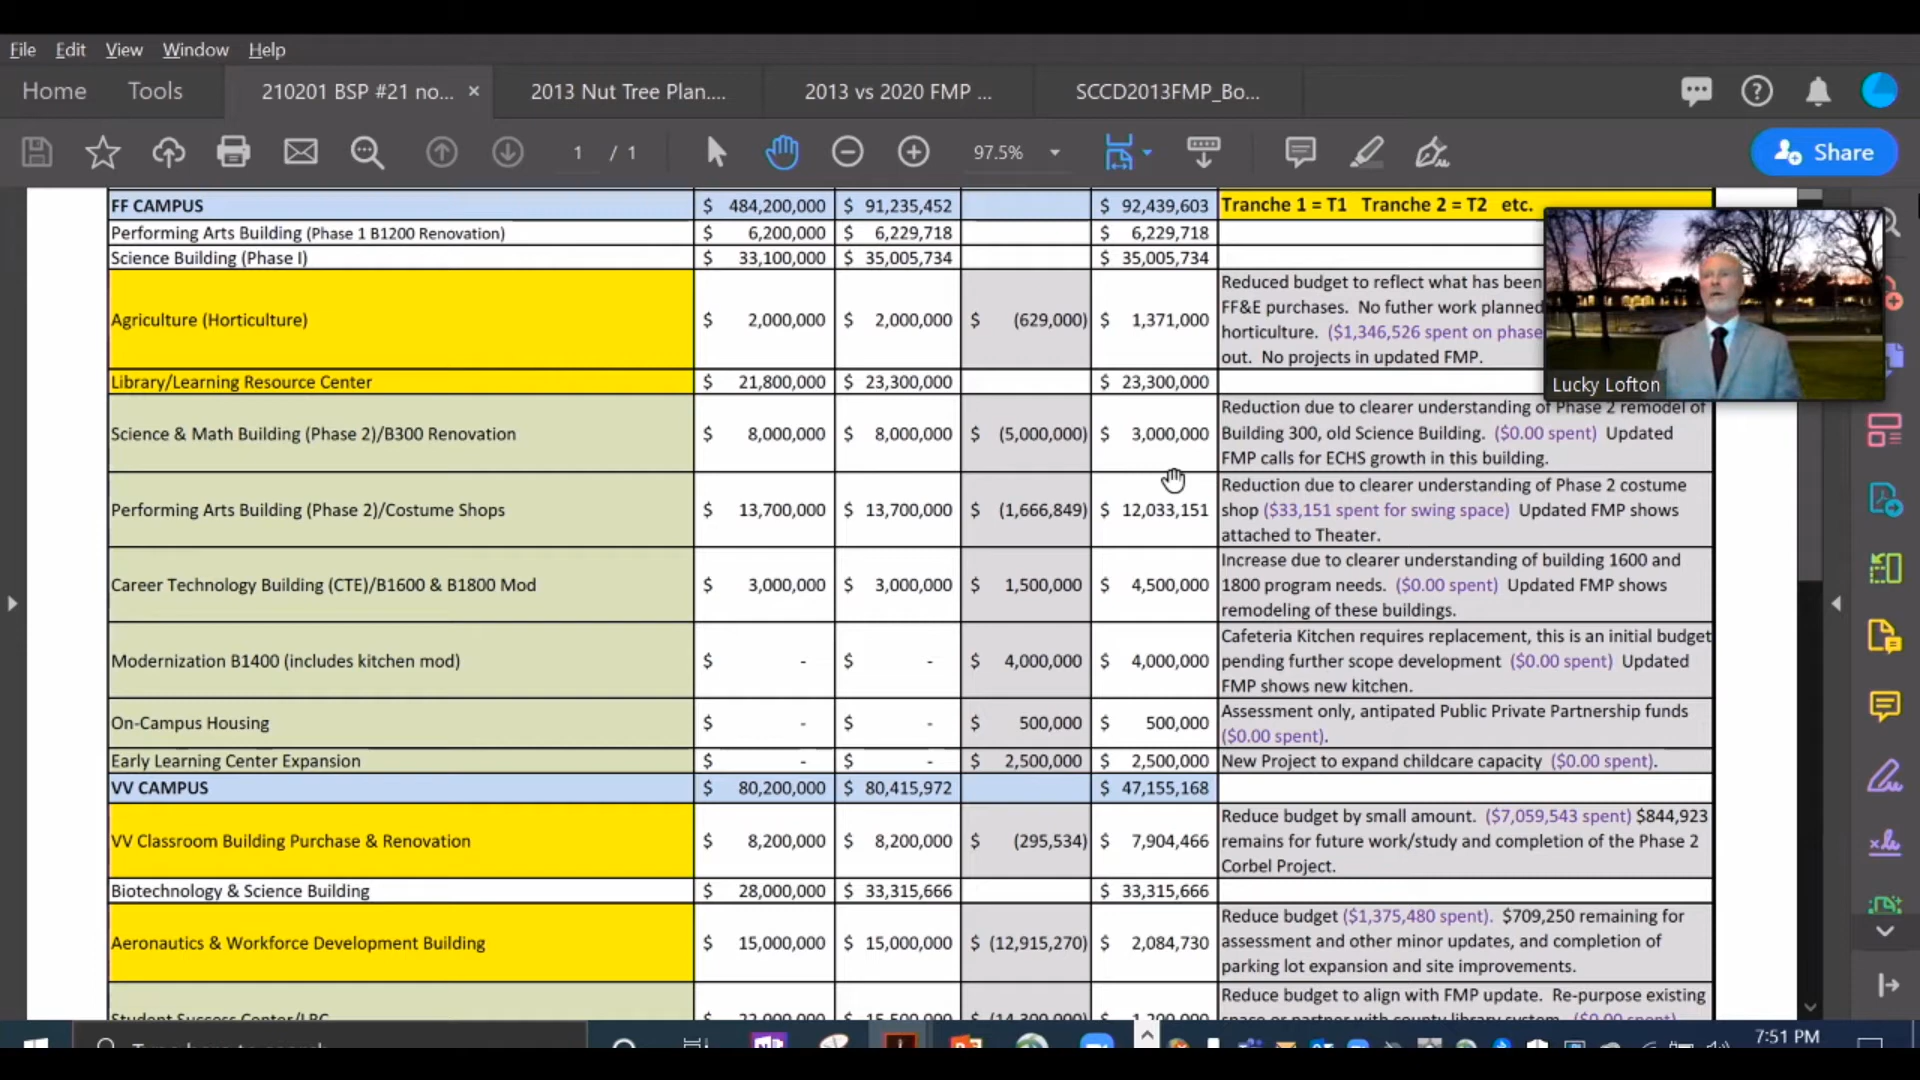 File Edit View Window Help
Home Tools 210201 BSP #21 no... × 2013 Nut Tree Plan.... 2013 vs 2020 FMP ... SCCD2013FMP_Bo...
1 / 1 97.5% Share
FF CAMPUS $ 484,200,000 $ 91,235,452 $ 92,439,603 Tranche 1 = T1 Tranche 2 = T2 etc.
Performing Arts Building (Phase 1 B1200 Renovation) $ 6,200,000 $ 6,229,718 $ 6,229,718
Science Building (Phase I) $ 33,100,000 $ 35,005,734 $ 35,005,734
Reduced budget to reflect what has been
FF&E purchases. No futher work planned
Agriculture (Horticulture) $ 2,000,000 $ 2,000,000 $ (629,000) $ 1,371,000
horticulture. ($1,346,526 spent on phase
out. No projects in updated FMP.
Lucky Lofton
Library/Learning Resource Center $ 21,800,000 $ 23,300,000 $ 23,300,000
Reduction due to clearer understanding of Phase 2 remodel of
Science & Math Building (Phase 2)/B300 Renovation $ 8,000,000 $ 8,000,000 $ (5,000,000) $ 3,000,000 Building 300, old Science Building. ($0.00 spent) Updated
FMP calls for ECHS growth in this building.
Reduction due to clearer understanding of Phase 2 costume
Performing Arts Building (Phase 2)/Costume Shops $ 13,700,000 $ 13,700,000 $ (1,666,849) $ 12,033,151 shop ($33,151 spent for swing space) Updated FMP shows
attached to Theater.
Increase due to clearer understanding of building 1600 and
Career Technology Building (CTE)/B1600 & B1800 Mod $ 3,000,000 $ 3,000,000 $ 1,500,000 $ 4,500,000 1800 program needs. ($0.00 spent) Updated FMP shows
remodeling of these buildings.
Cafeteria Kitchen requires replacement, this is an initial budget
Modernization B1400 (includes kitchen mod) $ - $ - $ 4,000,000 $ 4,000,000 pending further scope development ($0.00 spent) Updated
FMP shows new kitchen.
On-Campus Housing $ - $ - $ 500,000 $ 500,000 Assessment only, antipated Public Private Partnership funds
($0.00 spent).
Early Learning Center Expansion $ - $ - $ 2,500,000 $ 2,500,000 New Project to expand childcare capacity ($0.00 spent).
VV CAMPUS $ 80,200,000 $ 80,415,972 $ 47,155,168
Reduce budget by small amount. ($7,059,543 spent) $844,923
VV Classroom Building Purchase & Renovation $ 8,200,000 $ 8,200,000 $ (295,534) $ 7,904,466 remains for future work/study and completion of the Phase 2
Corbel Project.
Biotechnology & Science Building $ 28,000,000 $ 33,315,666 $ 33,315,666
Reduce budget ($1,375,480 spent). $709,250 remaining for
Aeronautics & Workforce Development Building $ 15,000,000 $ 15,000,000 $ (12,915,270) $ 2,084,730 assessment and other minor updates, and completion of
parking lot expansion and site improvements.
Reduce budget to align with FMP update. Re-purpose existing
7:51 PM